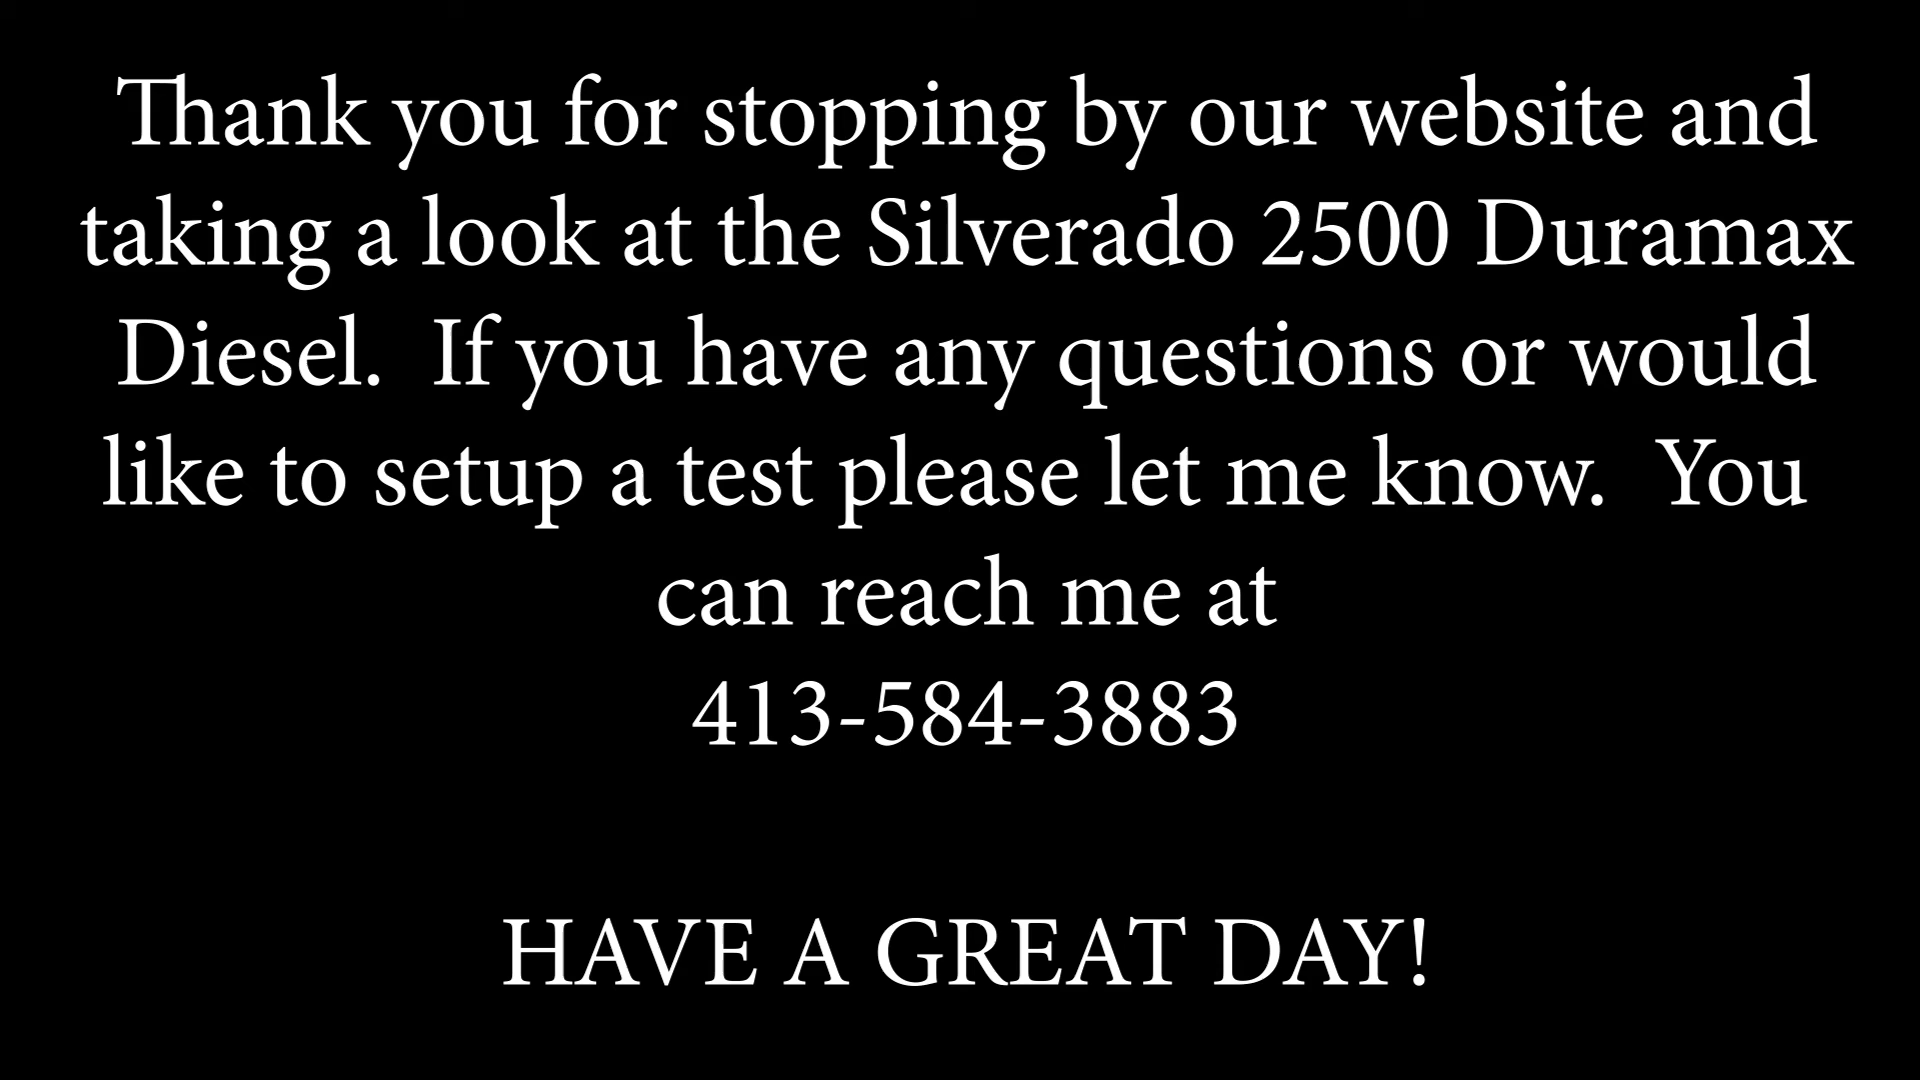 Thank you for stopping by our website and
taking a look at the Silverado 2500 Duramax
Diesel.  If you have any questions or would
like to setup a test please let me know.  You
can reach me at
413-584-3883
HAVE A GREAT DAY!